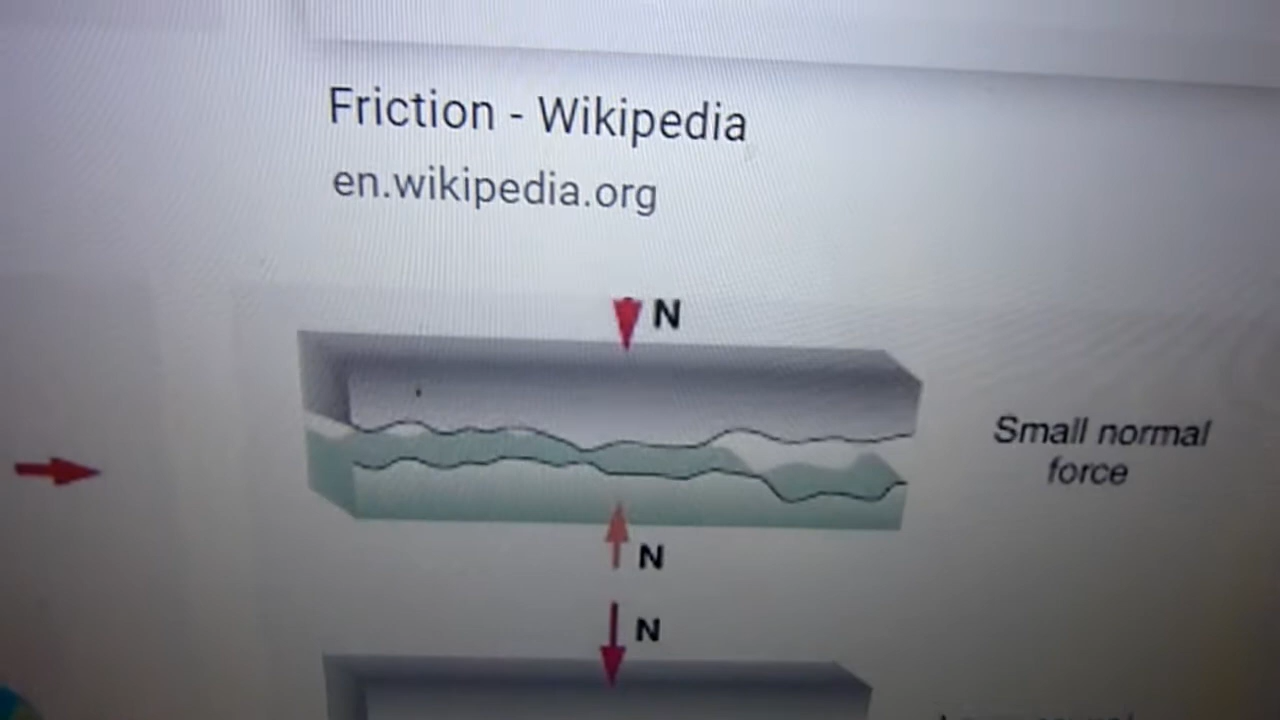 Friction - Wikipedia
en.wikipedia.org
N
Small normal
force
N
N